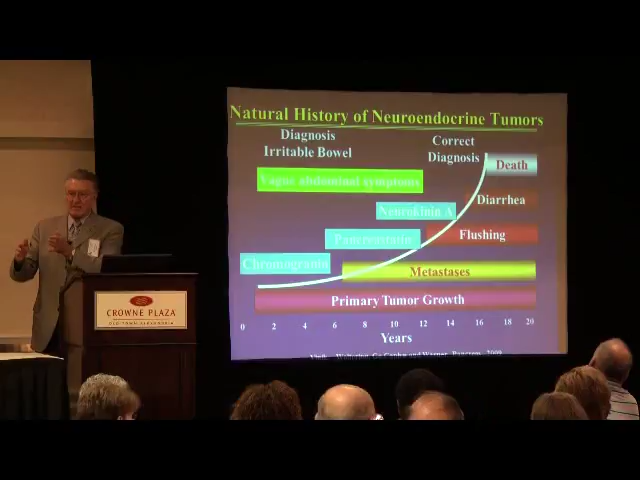 Natural History of Neuroendocrine Tumors
Diagnosis
Irritable Bowel
Correct
Diagnosis
Death
Vague abdominal symptoms
Diarrhea
Neurokinin A
Flushing
Pancreastatin
Chromogranin
Metastases
Primary Tumor Growth
0 2 4 6 8 10 12 14 16 18 20
Years
CROWNE PLAZA